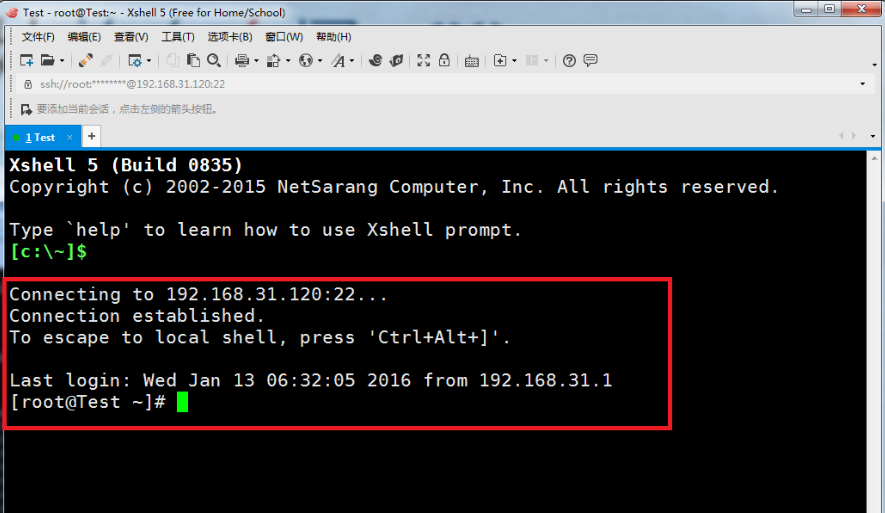 Test - root@Test:~ - Xshell 5 (Free for Home/School)
文件(F) 编辑(E) 查看(V) 工具(T) 选项卡(B) 窗口(W) 帮助(H)
ssh://root:********@192.168.31.120:22
要添加当前会话，点击左侧的箭头按钮。
1 Test × +
Xshell 5 (Build 0835)
Copyright (c) 2002-2015 NetSarang Computer, Inc. All rights reserved.
Type `help' to learn how to use Xshell prompt.
[c:\~]$
Connecting to 192.168.31.120:22...
Connection established.
To escape to local shell, press 'Ctrl+Alt+]'.
Last login: Wed Jan 13 06:32:05 2016 from 192.168.31.1
[root@Test ~]#